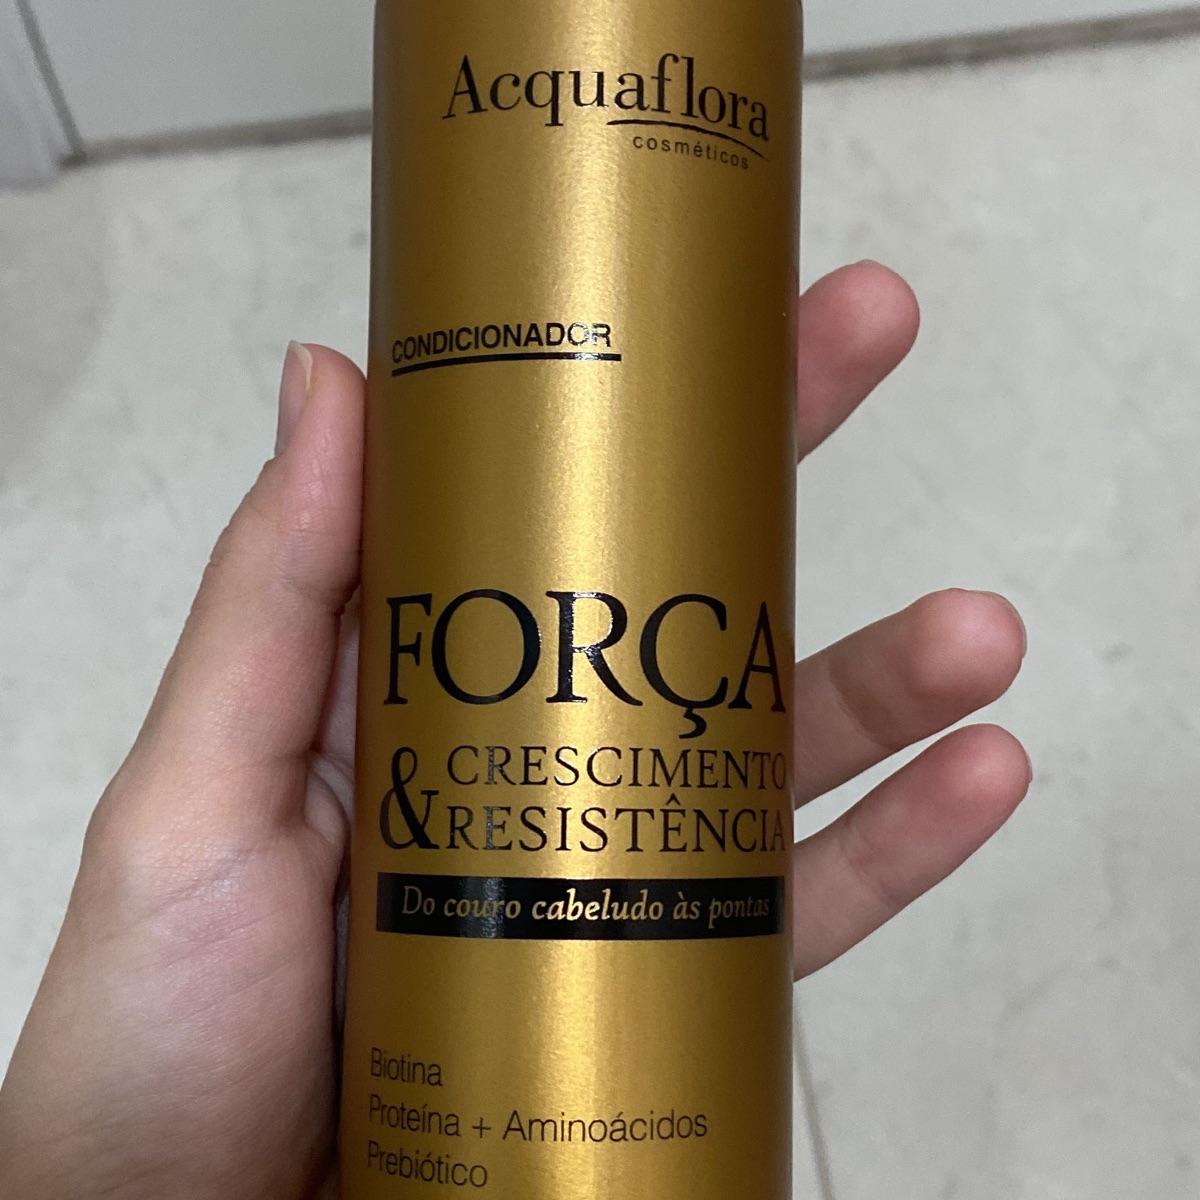 Acquaflora
cosméticos
CONDICIONADOR
FORÇA
& CRESCIMENTO
RESISTÊNCIA
Do couro cabeludo às pontas
Biotina
Proteína + Aminoácidos
Prebiótico